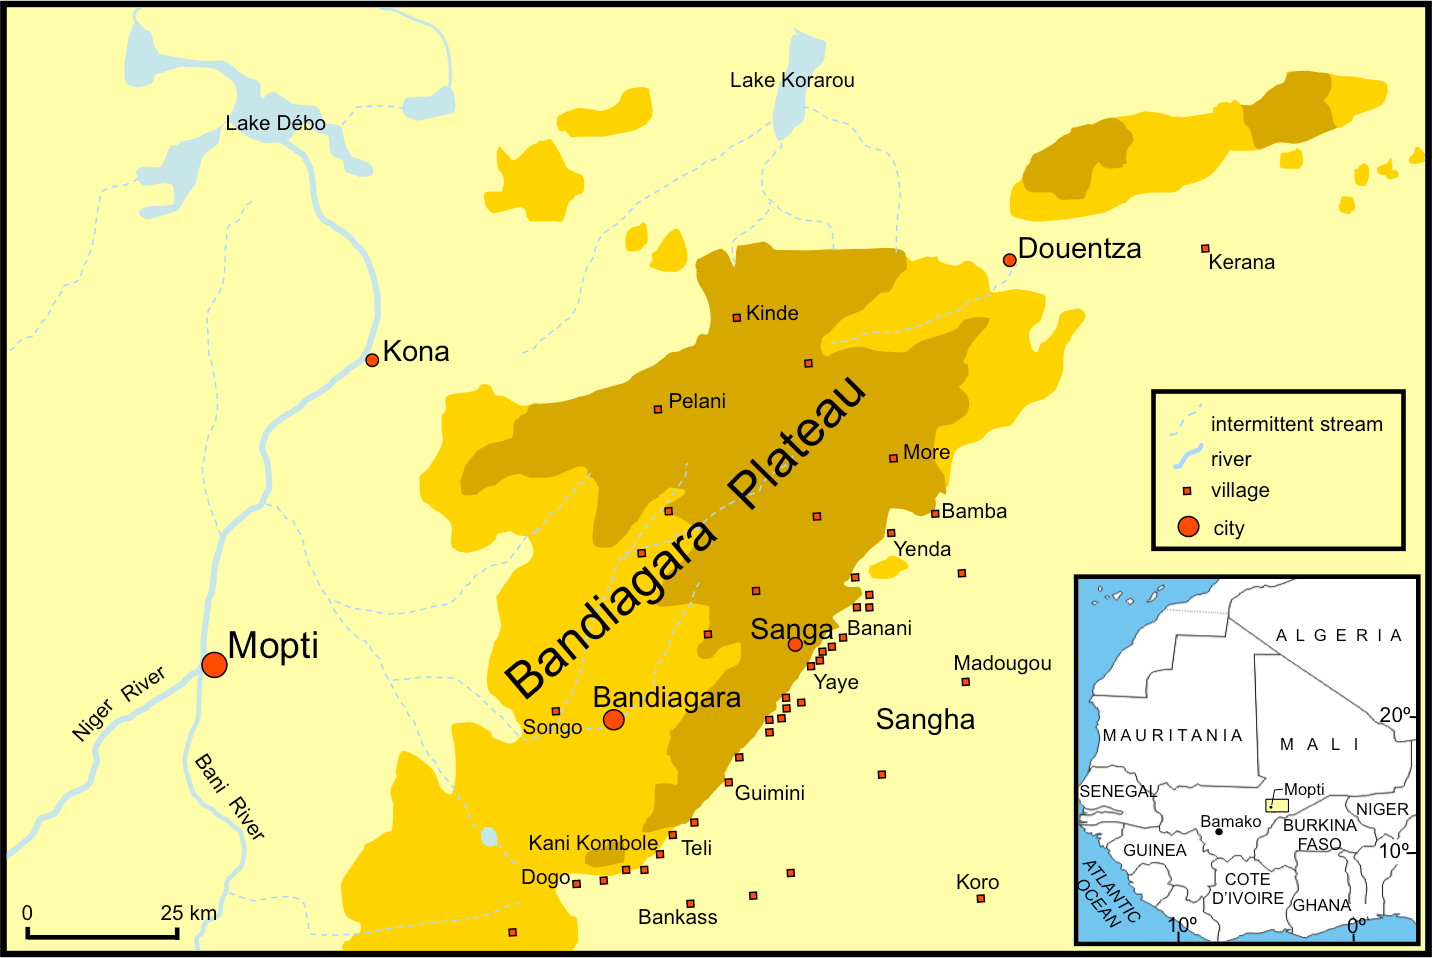 Lake Korarou
Lake Débo
Douentza
Kerana
Kinde
Kona
Pelani
Bandiagara Plateau
More
Bamba
Yenda
Sanga
Banani
Mopti
Madougou
Yaye
Niger River
Bandiagara
Songo
Sangha
Bani River
Guimini
Kani Kombole
Teli
Dogo
Koro
Bankass
0 25 km
intermittent stream
river
village
city
ALGERIA
20º
MAURITANIA
MALI
SENEGAL
Mopti
NIGER
Bamako
BURKINA
FASO
GUINEA
10º
ATLANTIC
OCEAN
COTE
D'IVOIRE
GHANA
10º
0º